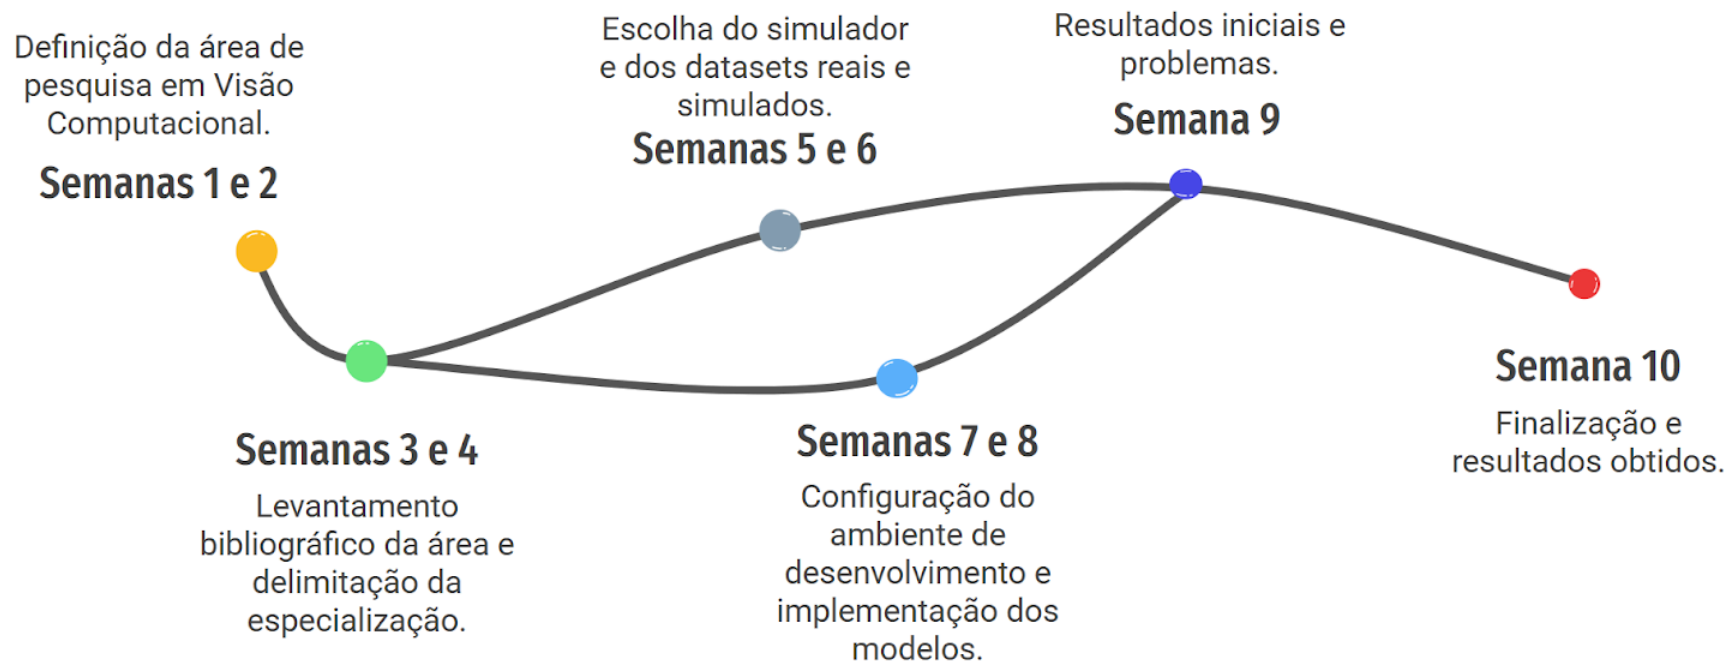 Definição da área de
pesquisa em Visão
Computacional.
Semanas 1 e 2
Levantamento
bibliográfico da área e
delimitação da
especialização.
Semanas 3 e 4
Escolha do simulador
e dos datasets reais e
simulados.
Semanas 5 e 6
Semanas 7 e 8
Configuração do
ambiente de
desenvolvimento e
implementação dos
modelos.
Resultados iniciais e
problemas.
Semana 9
Semana 10
Finalização e
resultados obtidos.